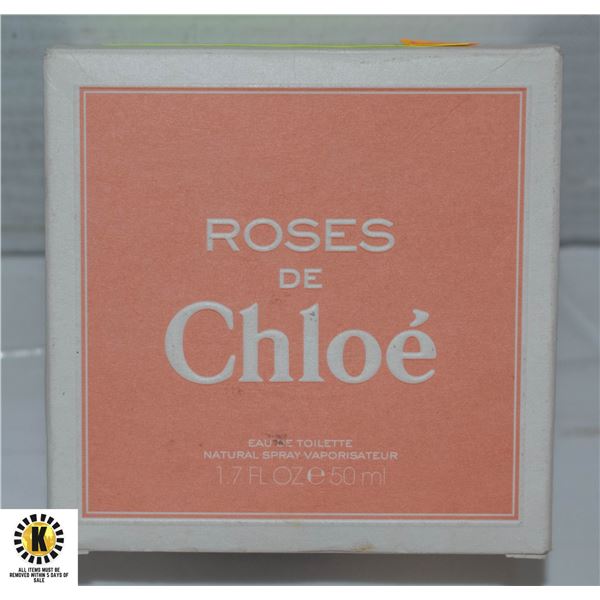 ROSES
DE
Chloé
EAU DE TOILETTE
NATURAL SPRAY VAPORISATEUR
1.7 FL OZ e 50 ml
K
ALL ITEMS MUST BE
REMOVED WITHIN 5 DAYS OF
SALE